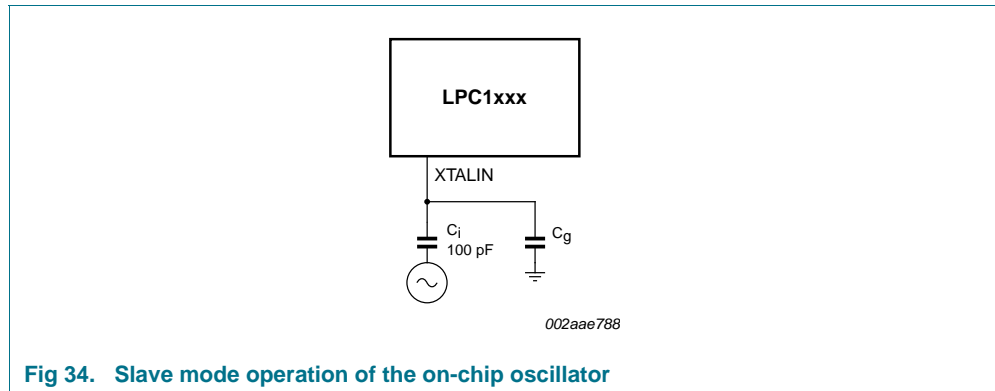 LPC1xxx
XTALIN
Ci
100 pF
Cg
002aae788
Fig 34. Slave mode operation of the on-chip oscillator